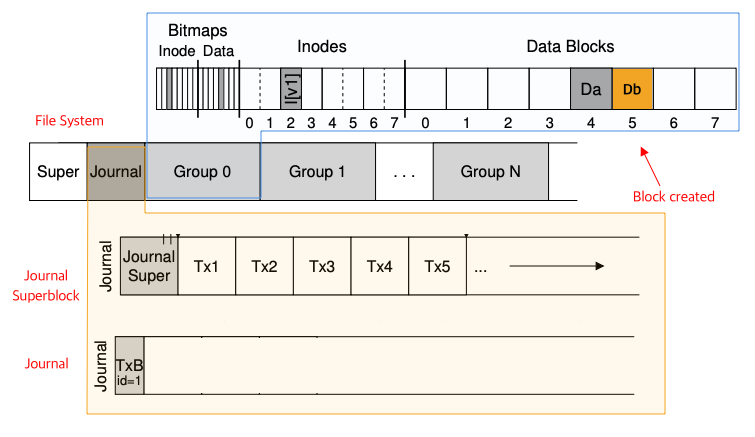 Bitmaps
Inode Data
Inodes
Data Blocks
I[v1]
Da
Db
0 1 2 3 4 5 6 7
0 1 2 3 4 5 6 7
File System
Super
Journal
Group 0
Group 1
...
Group N
Block created
Journal
Superblock
Journal
Journal
Super
Tx1
Tx2
Tx3
Tx4
Tx5
...
Journal
Journal
TxB
id=1